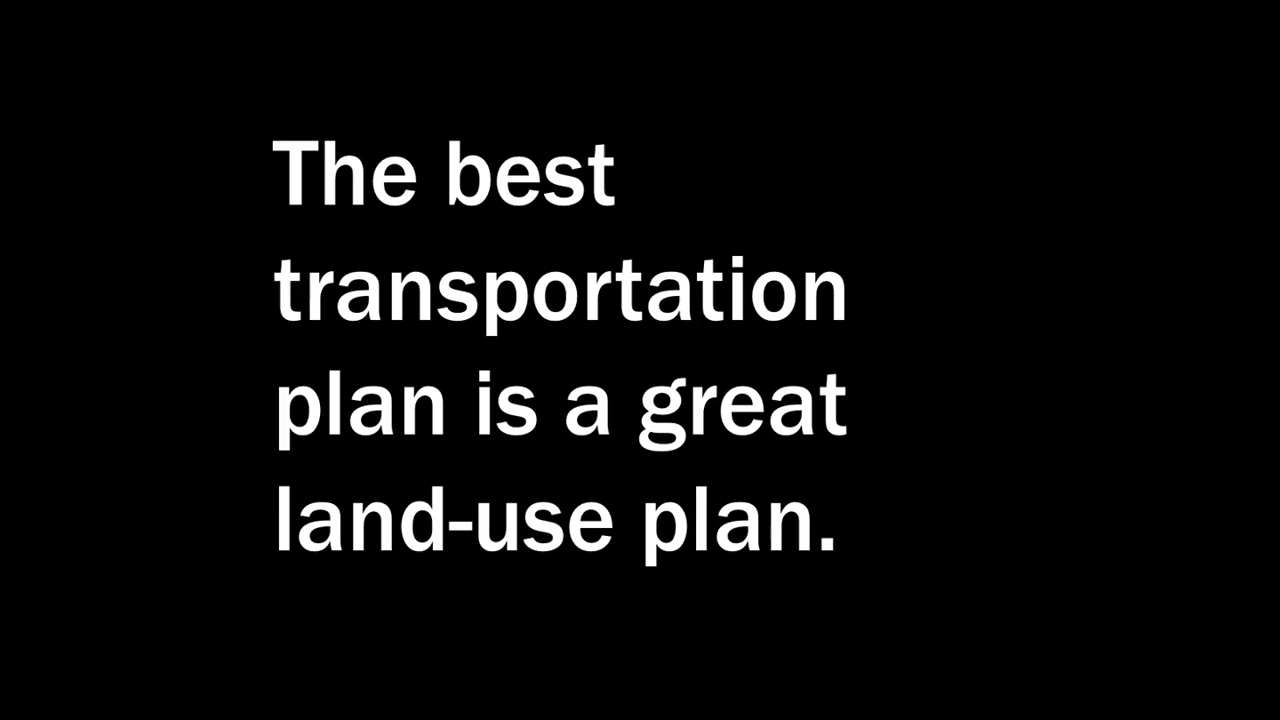 The best
transportation
plan is a great
land-use plan.